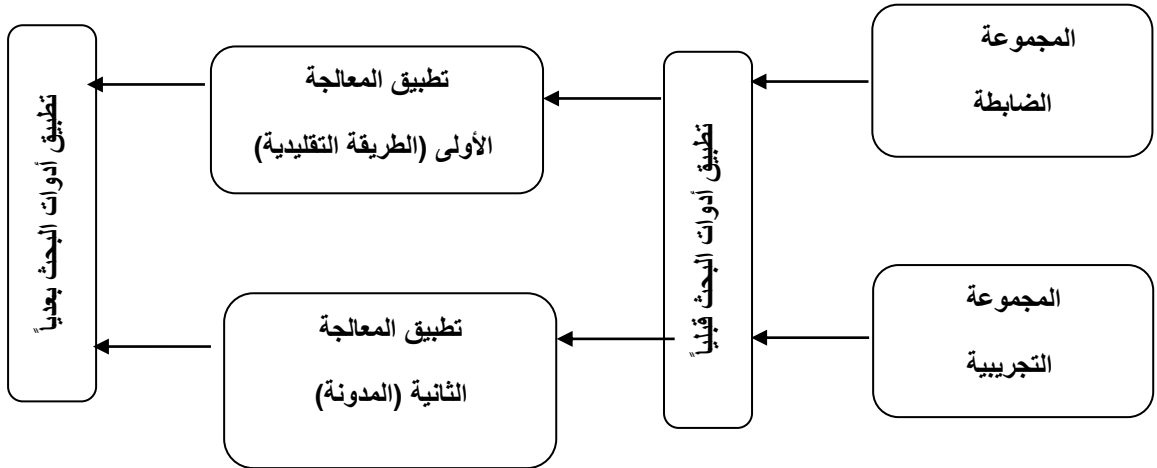 المجموعة
الضابطة
تطبيق المعالجة
الأولى (الطريقة التقليدية)
تطبيق أدوات البحث قبلياً
تطبيق أدوات البحث بعدياً
المجموعة
التجريبية
تطبيق المعالجة
الثانية (المدونة)